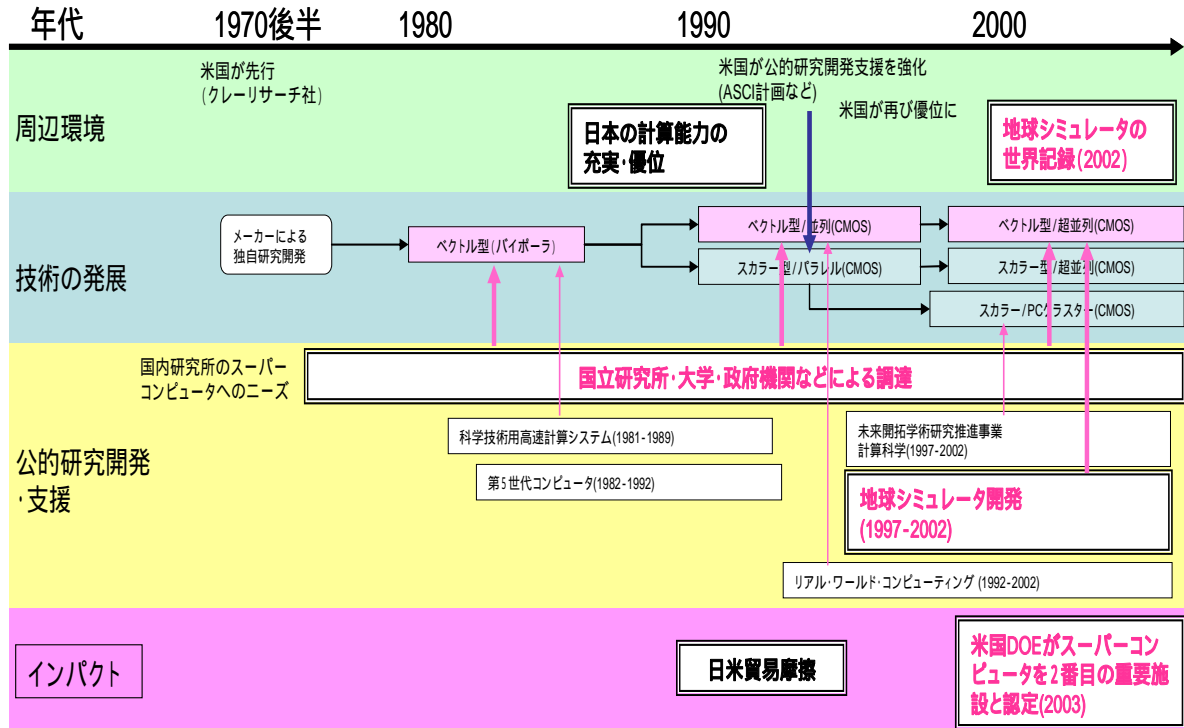 年代
1970後半
1980
1990
2000
周辺環境
米国が先行
(クレーリサーチ社)
日本の計算能力の
充実・優位
米国が公的研究開発支援を強化
(ASCI計画など)
米国が再び優位に
地球シミュレータの
世界記録(2002)
技術の発展
メーカーによる
独自研究開発
ベクトル型(バイポーラ)
ベクトル型/並列(CMOS)
ベクトル型/超並列(CMOS)
スカラー型/パラレル(CMOS)
スカラー型/超並列(CMOS)
スカラー/PCクラスター(CMOS)
公的研究開発
・支援
国内研究所のスーパー
コンピュータへのニーズ
国立研究所・大学・政府機関などによる調達
科学技術用高速計算システム(1981-1989)
第5世代コンピュータ(1982-1992)
未来開拓学術研究推進事業
計算科学(1997-2002)
地球シミュレータ開発
(1997-2002)
リアル・ワールド・コンピューティング (1992-2002)
インパクト
日米貿易摩擦
米国DOEがスーパーコン
ピュータを2番目の重要施
設と認定(2003)